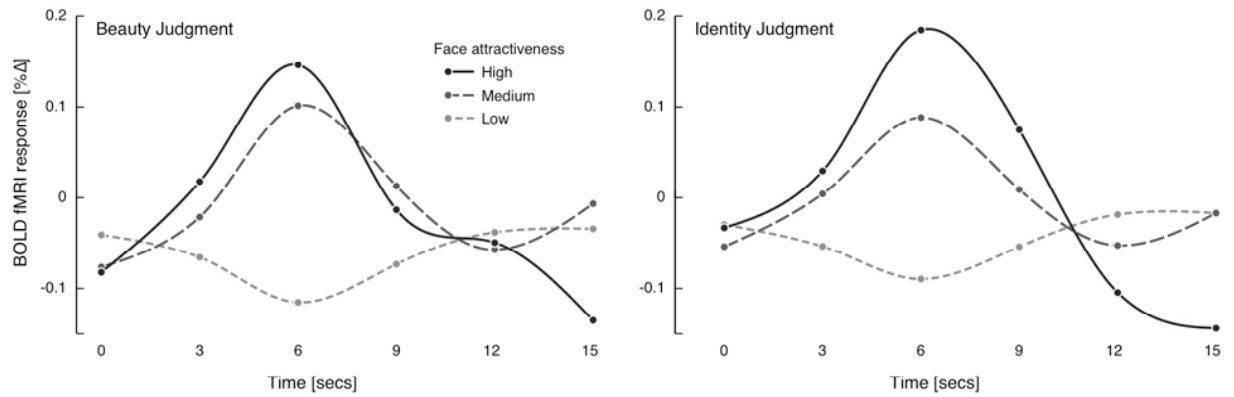 Beauty Judgment
BOLD fMRI response [%Δ]
0.2
0.1
0
-0.1
Face attractiveness
High
Medium
Low
0 3 6 9 12 15
Time [secs]
Identity Judgment
0.2
0.1
0
-0.1
0 3 6 9 12 15
Time [secs]